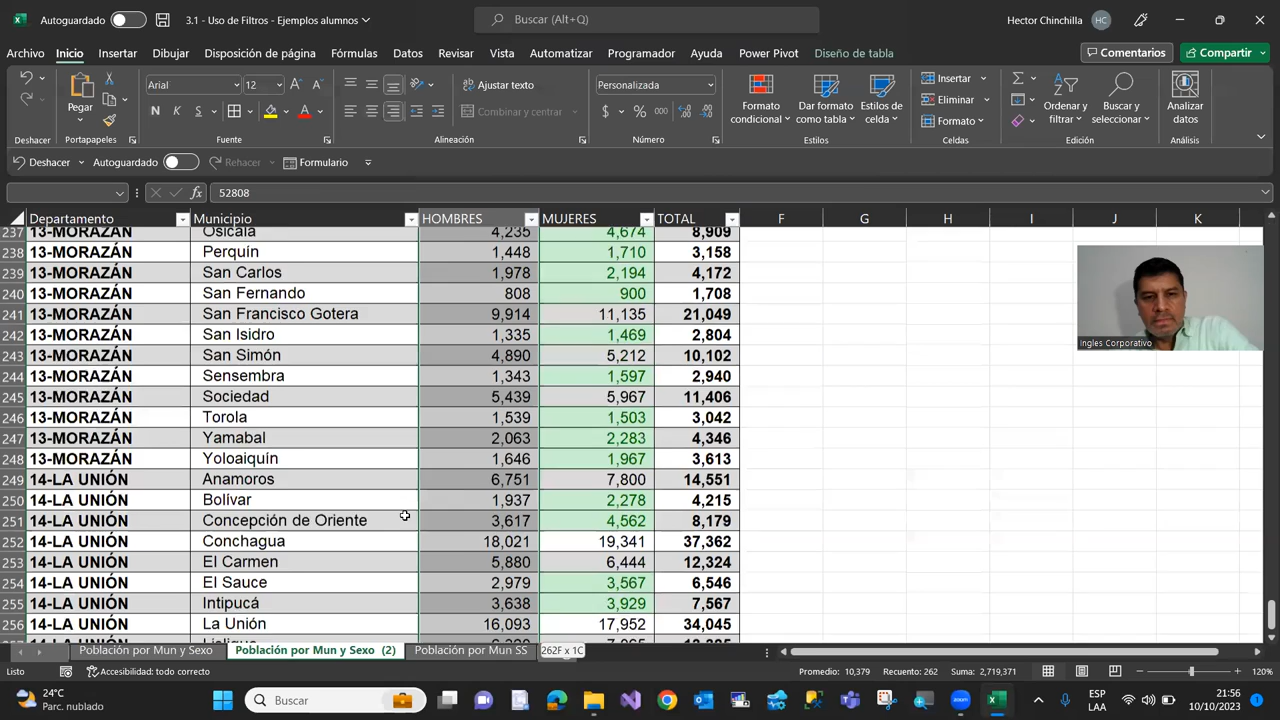 Autoguardado
3.1 - Uso de Filtros - Ejemplos alumnos
Buscar (Alt+Q)
Hector Chinchilla
HC
Archivo Inicio Insertar Dibujar Disposición de página Fórmulas Datos Revisar Vista Automatizar Programador Ayuda Power Pivot Diseño de tabla
Comentarios Compartir
Arial 12
Ajustar texto
Personalizada
Insertar
Pegar
N K S
Combinar y centrar
$ % 000
Formato condicional
Dar formato como tabla
Estilos de celda
Eliminar
Formato
Ordenar y filtrar
Buscar y seleccionar
Analizar datos
Deshacer Portapapeles Fuente Alineación Número Estilos Celdas Edición Análisis
Deshacer Autoguardado Rehacer Formulario
fx 52808
Departamento Municipio HOMBRES MUJERES TOTAL F G H I J K
237 13-MORAZÁN Osicala 4,235 4,674 8,909
238 13-MORAZÁN Perquín 1,448 1,710 3,158
239 13-MORAZÁN San Carlos 1,978 2,194 4,172
240 13-MORAZÁN San Fernando 808 900 1,708
241 13-MORAZÁN San Francisco Gotera 9,914 11,135 21,049
242 13-MORAZÁN San Isidro 1,335 1,469 2,804
243 13-MORAZÁN San Simón 4,890 5,212 10,102
244 13-MORAZÁN Sensembra 1,343 1,597 2,940
245 13-MORAZÁN Sociedad 5,439 5,967 11,406
246 13-MORAZÁN Torola 1,539 1,503 3,042
247 13-MORAZÁN Yamabal 2,063 2,283 4,346
248 13-MORAZÁN Yoloaiquín 1,646 1,967 3,613
249 14-LA UNIÓN Anamoros 6,751 7,800 14,551
250 14-LA UNIÓN Bolívar 1,937 2,278 4,215
251 14-LA UNIÓN Concepción de Oriente 3,617 4,562 8,179
252 14-LA UNIÓN Conchagua 18,021 19,341 37,362
253 14-LA UNIÓN El Carmen 5,880 6,444 12,324
254 14-LA UNIÓN El Sauce 2,979 3,567 6,546
255 14-LA UNIÓN Intipucá 3,638 3,929 7,567
256 14-LA UNIÓN La Unión 16,093 17,952 34,045
Ingles Corporativo
Población por Mun y Sexo Población por Mun y Sexo (2) Población por Mun SS 262F x 1C
Listo Accesibilidad: todo correcto Promedio: 10,379 Recuento: 262 Suma: 2,719,371 120%
24°C
Parc. nublado
Buscar
ESP
LAA
21:56
10/10/2023